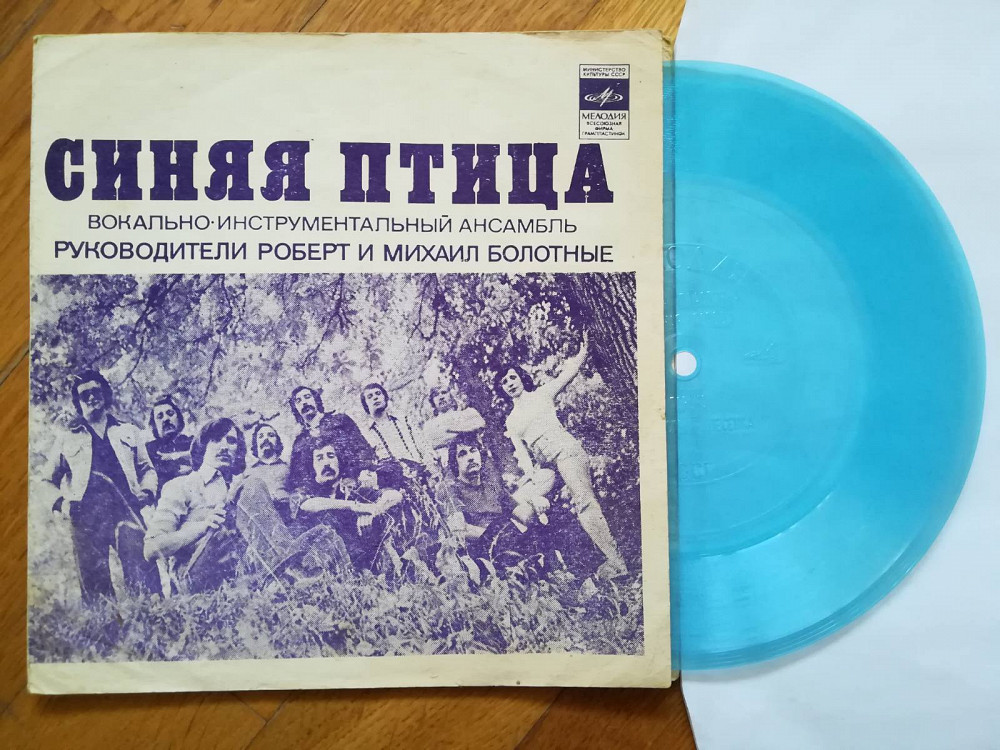 МИНИСТЕРСТВО
КУЛЬТУРЫ СССР
МЕЛОДИЯ
ВСЕСОЮЗНАЯ
ФИРМА
ГРАМПЛАСТИНОК
СИНЯЯ ПТИЦА
ВОКАЛЬНО-ИНСТРУМЕНТАЛЬНЫЙ АНСАМБЛЬ
РУКОВОДИТЕЛИ РОБЕРТ И МИХАИЛ БОЛОТНЫЕ